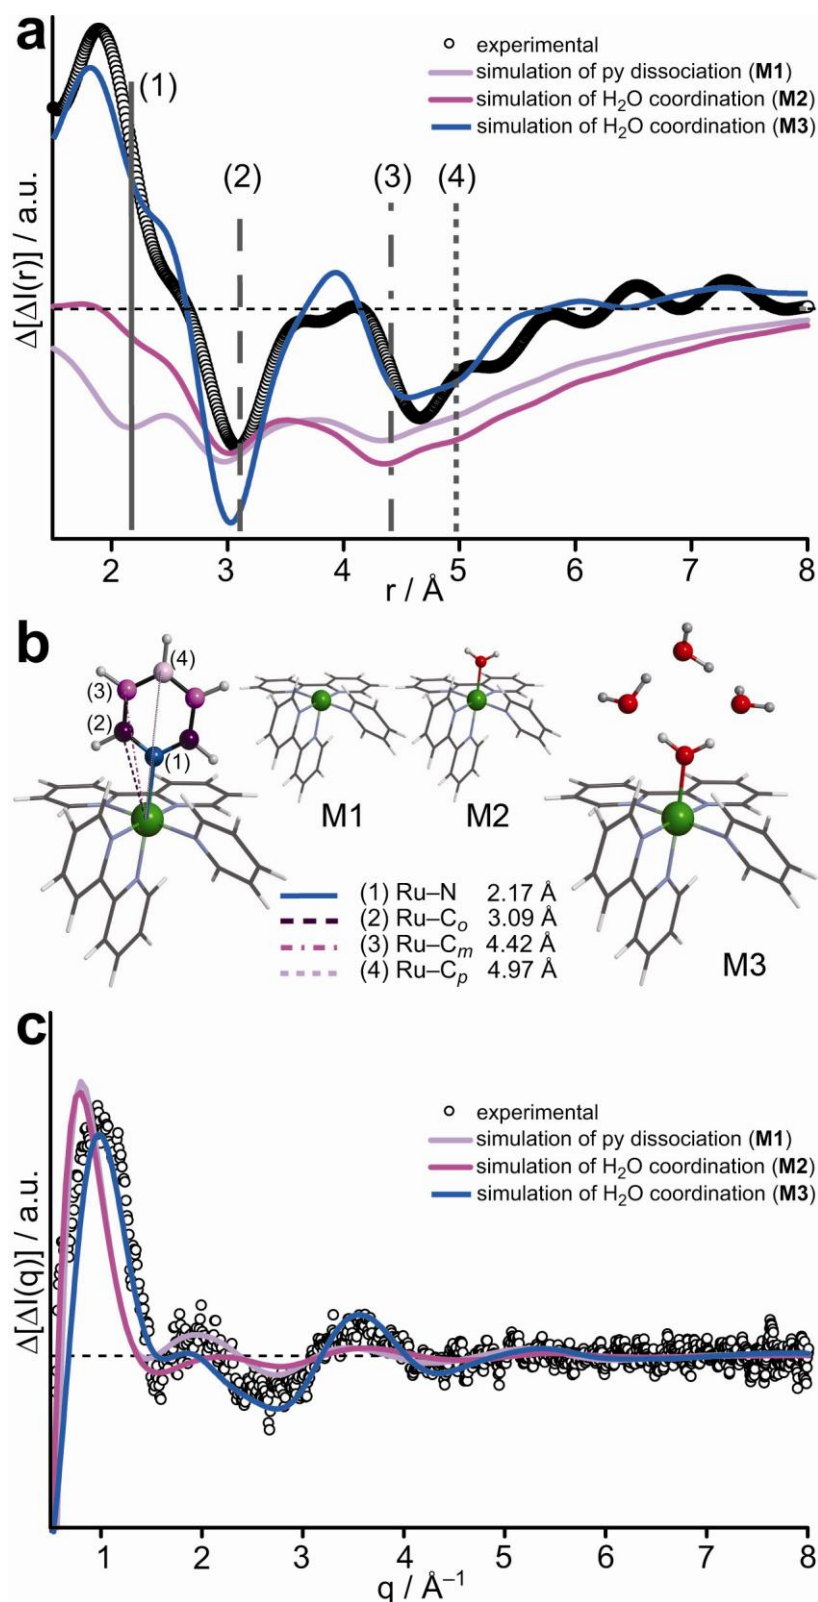 a
experimental
simulation of py dissociation (M1)
simulation of H₂O coordination (M2)
simulation of H₂O coordination (M3)
(1)
(2)
(3)
(4)
Δ[ΔI(r)] / a.u.
2 3 4 5 6 7 8
r / Å
b
(4)
(3)
(2)
(1)
M1
M2
M3
(1) Ru–N 2.17 Å
(2) Ru–Cₒ 3.09 Å
(3) Ru–Cₘ 4.42 Å
(4) Ru–Cₚ 4.97 Å
c
experimental
simulation of py dissociation (M1)
simulation of H₂O coordination (M2)
simulation of H₂O coordination (M3)
Δ[ΔI(q)] / a.u.
1 2 3 4 5 6 7 8
q / Å⁻¹